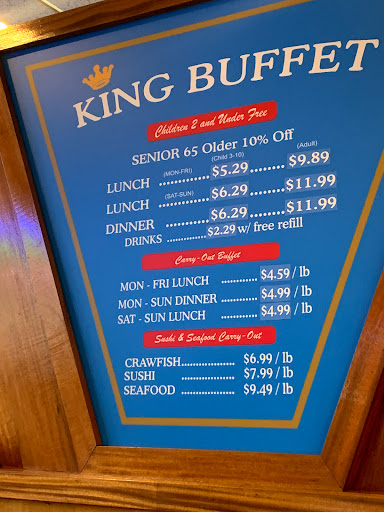 KING BUFFET
Children 2 and Under Free
SENIOR 65 Older 10% Off
(Child 3-10) (Adult)
LUNCH (MON-FRI) ............ $5.29 ......... $9.89
LUNCH (SAT-SUN) ............ $6.29 ......... $11.99
DINNER ............ $6.29 ......... $11.99
DRINKS ............ $2.29 w/ free refill
Carry-Out Buffet
MON - FRI LUNCH ........... $4.59 / lb
MON - SUN DINNER .......... $4.99 / lb
SAT - SUN LUNCH ........... $4.99 / lb
Sushi & Seafood Carry-Out
CRAWFISH ............... $6.99 / lb
SUSHI ............... $7.99 / lb
SEAFOOD ............... $9.49 / lb